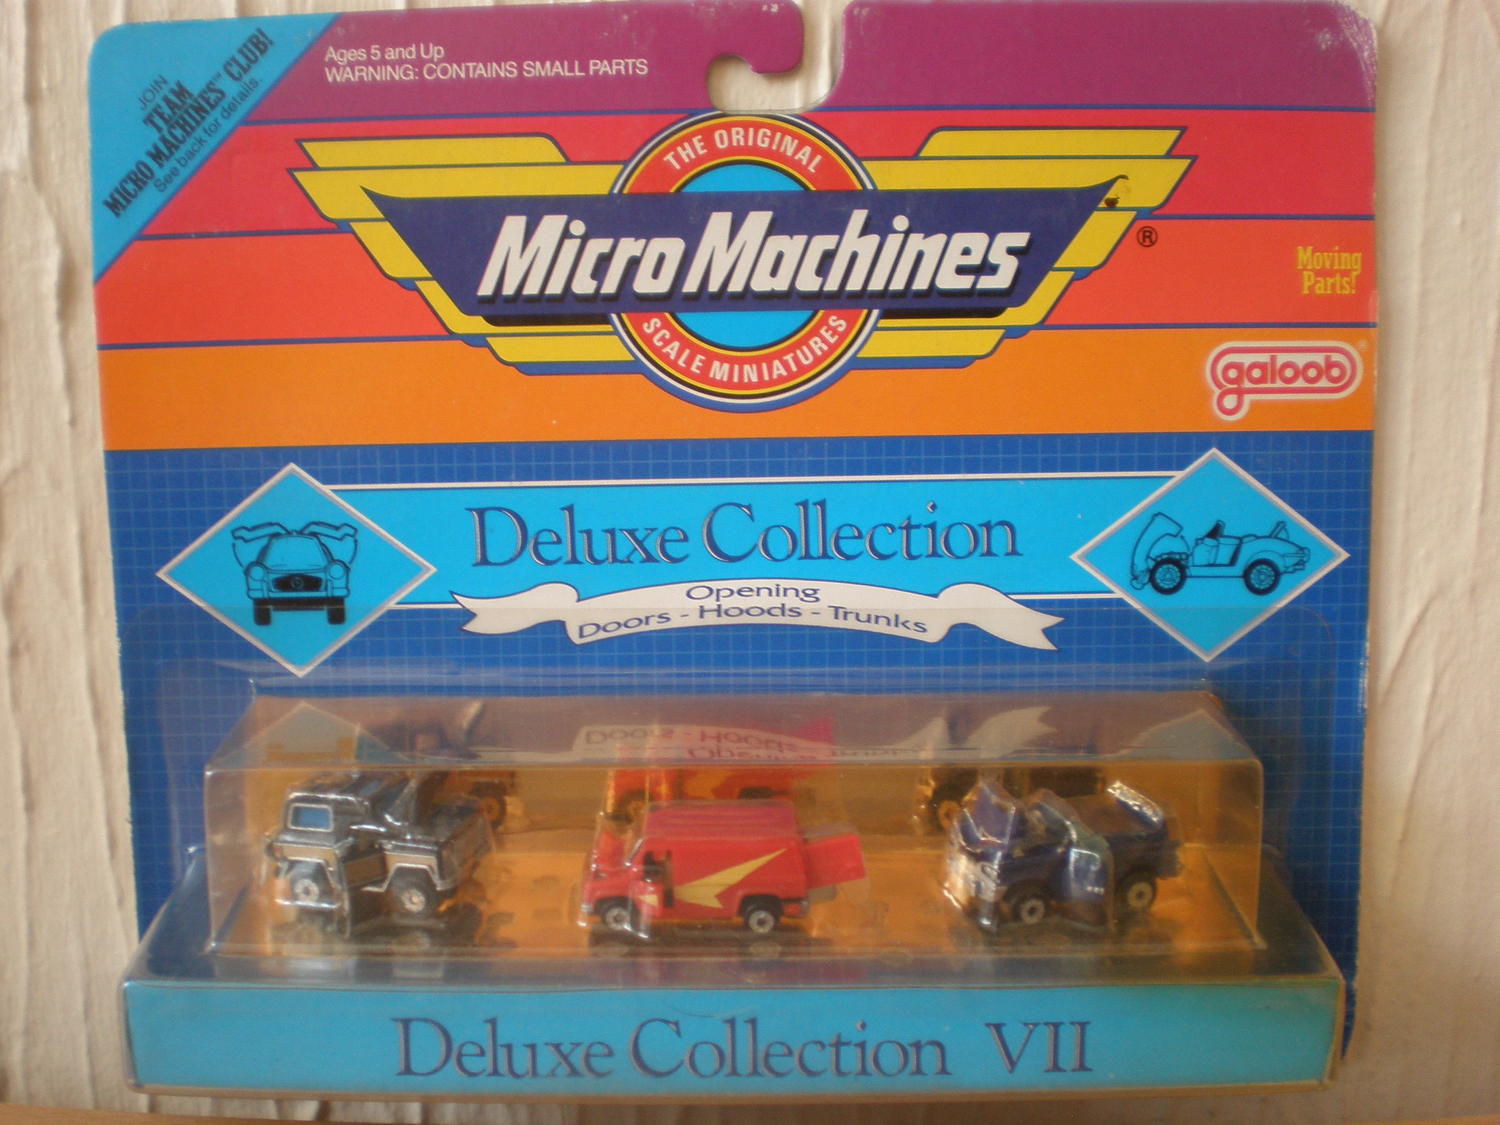 JOIN
TEAM
MICRO MACHINES™ CLUB!
See back for details.
Ages 5 and Up
WARNING: CONTAINS SMALL PARTS
THE ORIGINAL
Micro Machines
®
SCALE MINIATURES
Moving
Parts!
galoob®
Deluxe Collection
Opening
Doors - Hoods - Trunks
Deluxe Collection VII